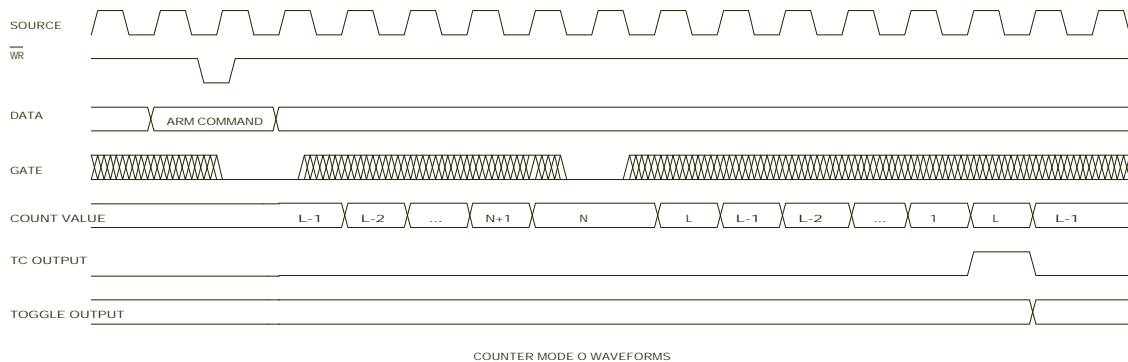 SOURCE
WR
DATA ARM COMMAND
GATE
COUNT VALUE L-1 L-2 ... N+1 N L L-1 L-2 ... 1 L L-1
TC OUTPUT
TOGGLE OUTPUT
COUNTER MODE O WAVEFORMS